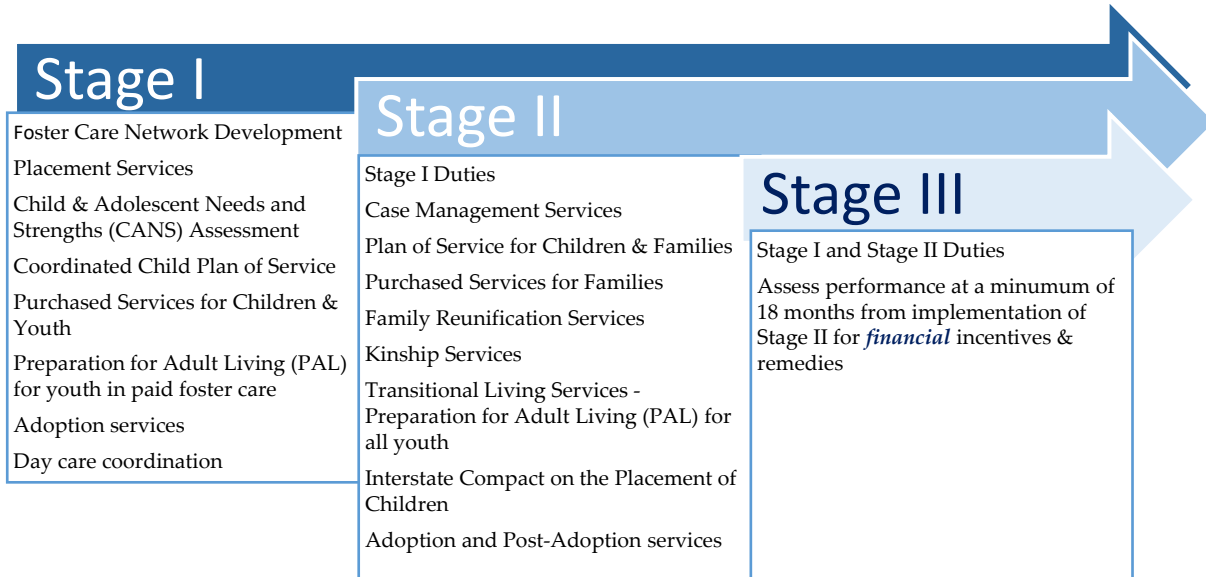 Stage I
Foster Care Network Development
Placement Services
Child & Adolescent Needs and
Strengths (CANS) Assessment
Coordinated Child Plan of Service
Purchased Services for Children &
Youth
Preparation for Adult Living (PAL)
for youth in paid foster care
Adoption services
Day care coordination
Stage II
Stage I Duties
Case Management Services
Plan of Service for Children & Families
Purchased Services for Families
Family Reunification Services
Kinship Services
Transitional Living Services -
Preparation for Adult Living (PAL) for
all youth
Interstate Compact on the Placement of
Children
Adoption and Post-Adoption services
Stage III
Stage I and Stage II Duties
Assess performance at a minumum of
18 months from implementation of
Stage II for financial incentives &
remedies